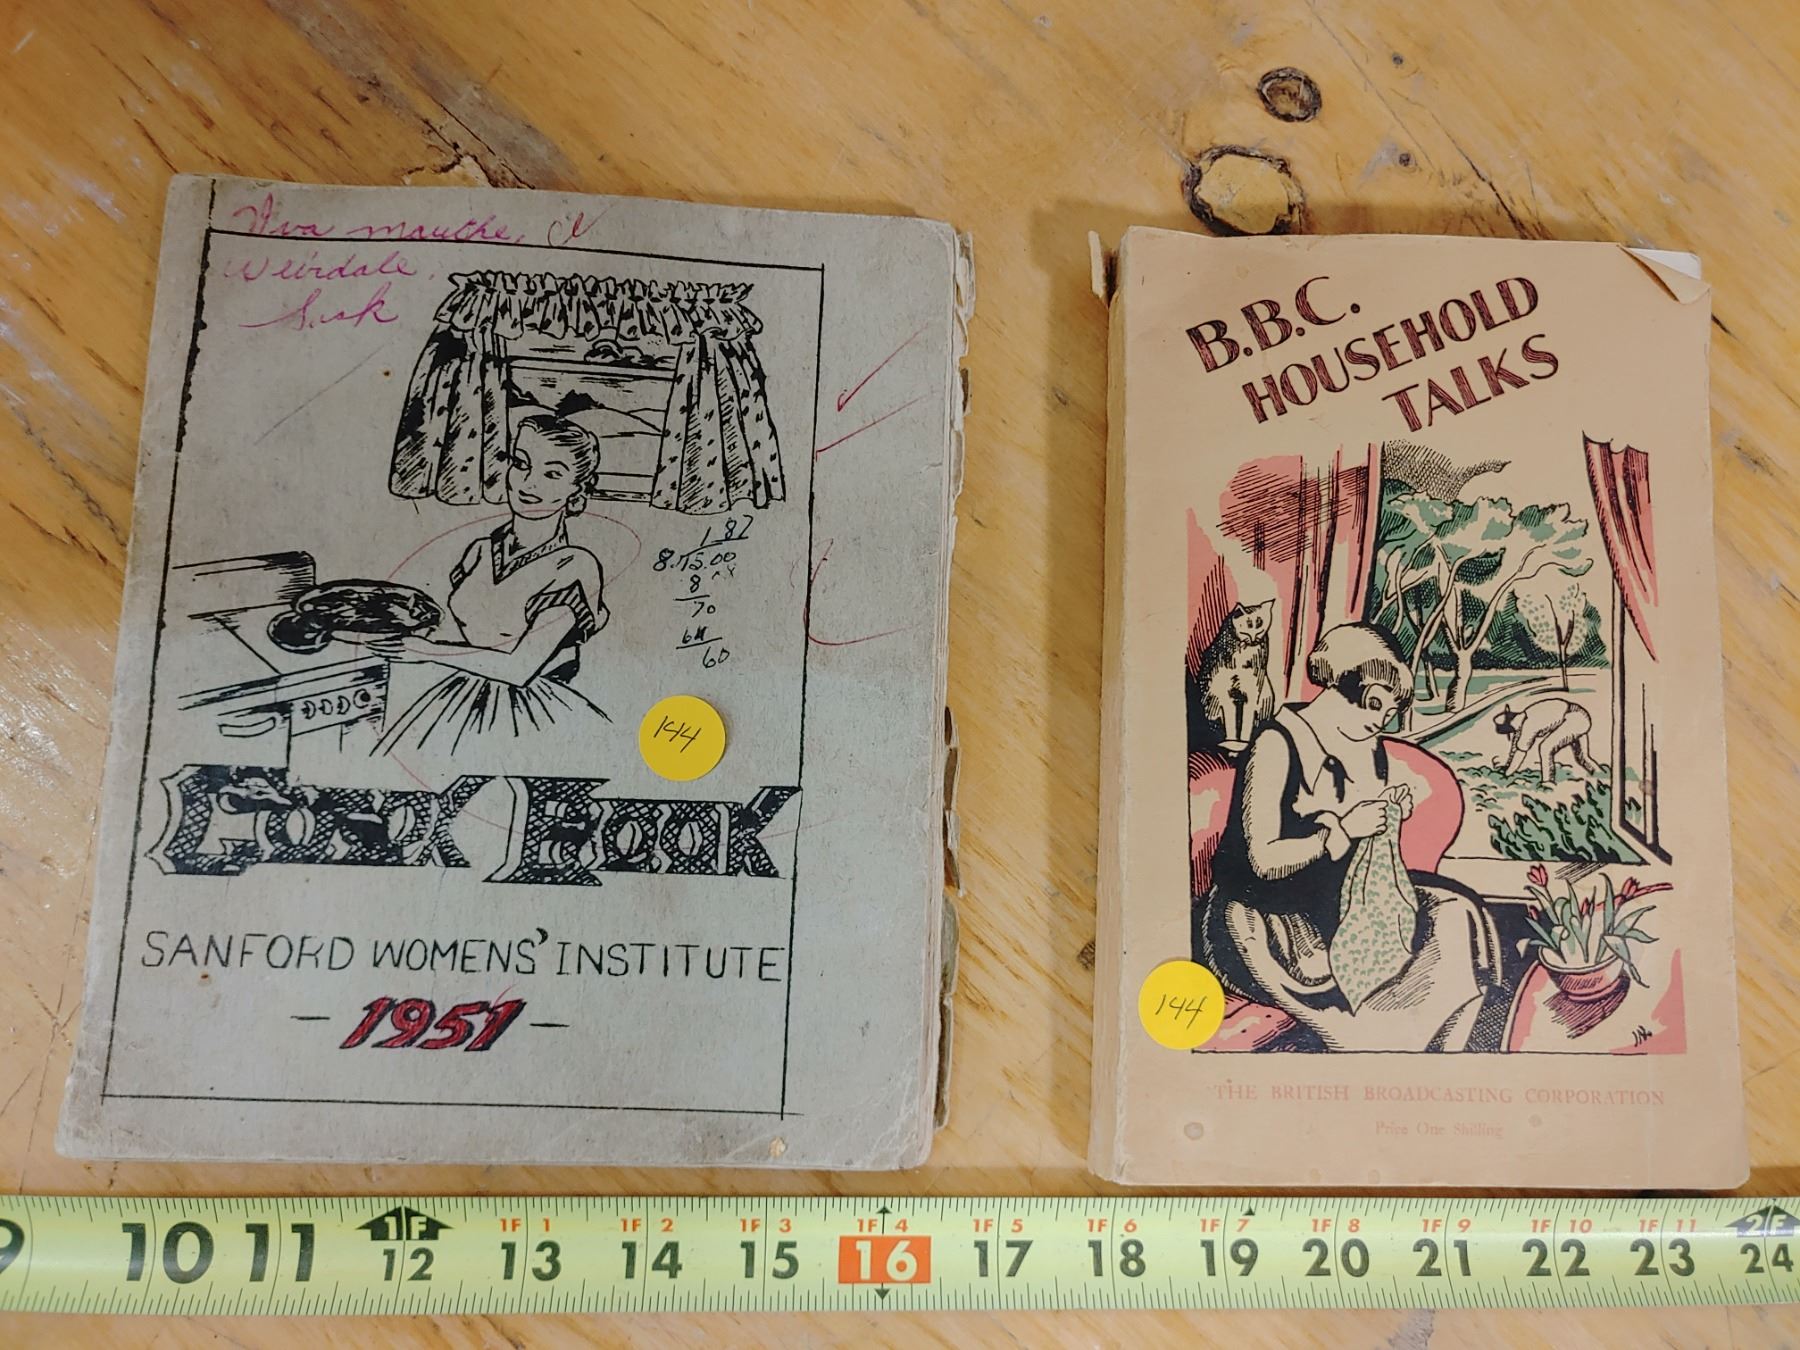 Weirdale,
Sask
1 87
8 15.00
8
70
64
60
144
Cook Book
SANFORD WOMENS' INSTITUTE
- 1951 -
B.B.C.
HOUSEHOLD
TALKS
144
JN.
THE BRITISH BROADCASTING CORPORATION
Price One Shilling
9 10 11 1F 12 1F 1 13 1F 2 14 1F 3 15 1F 4 16 1F 5 17 1F 6 18 1F 7 19 1F 8 20 1F 9 21 1F 10 22 1F 11 23 2F 24